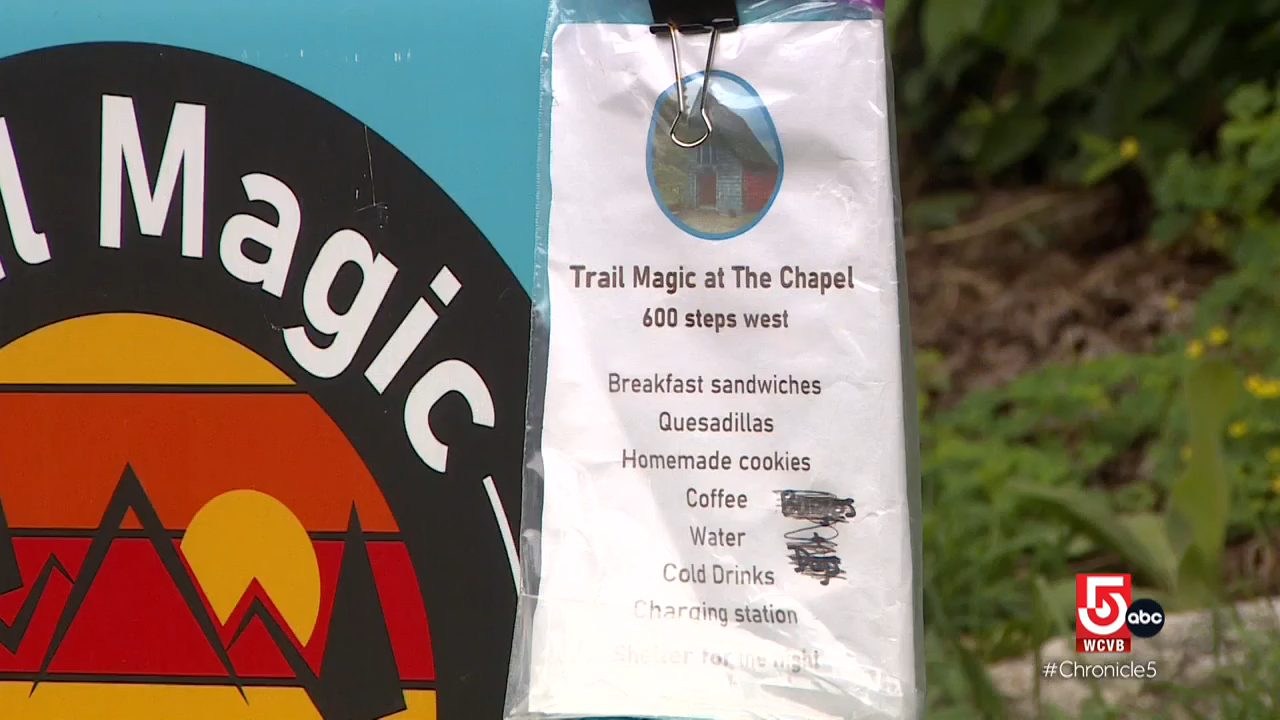 l Magic
Trail Magic at The Chapel
600 steps west
Breakfast sandwiches
Quesadillas
Homemade cookies
Coffee
Water
Cold Drinks
Charging station
Shelter for the night
5 abc
WCVB
#Chronicle5